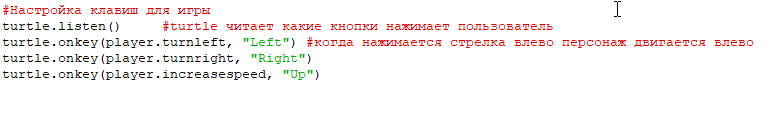 #Настройка клавиш для игры
turtle.listen()     #turtle читает какие кнопки нажимает пользователь
turtle.onkey(player.turnleft, "Left") #когда нажимается стрелка влево персонаж двигается влево
turtle.onkey(player.turnright, "Right")
turtle.onkey(player.increasespeed, "Up")